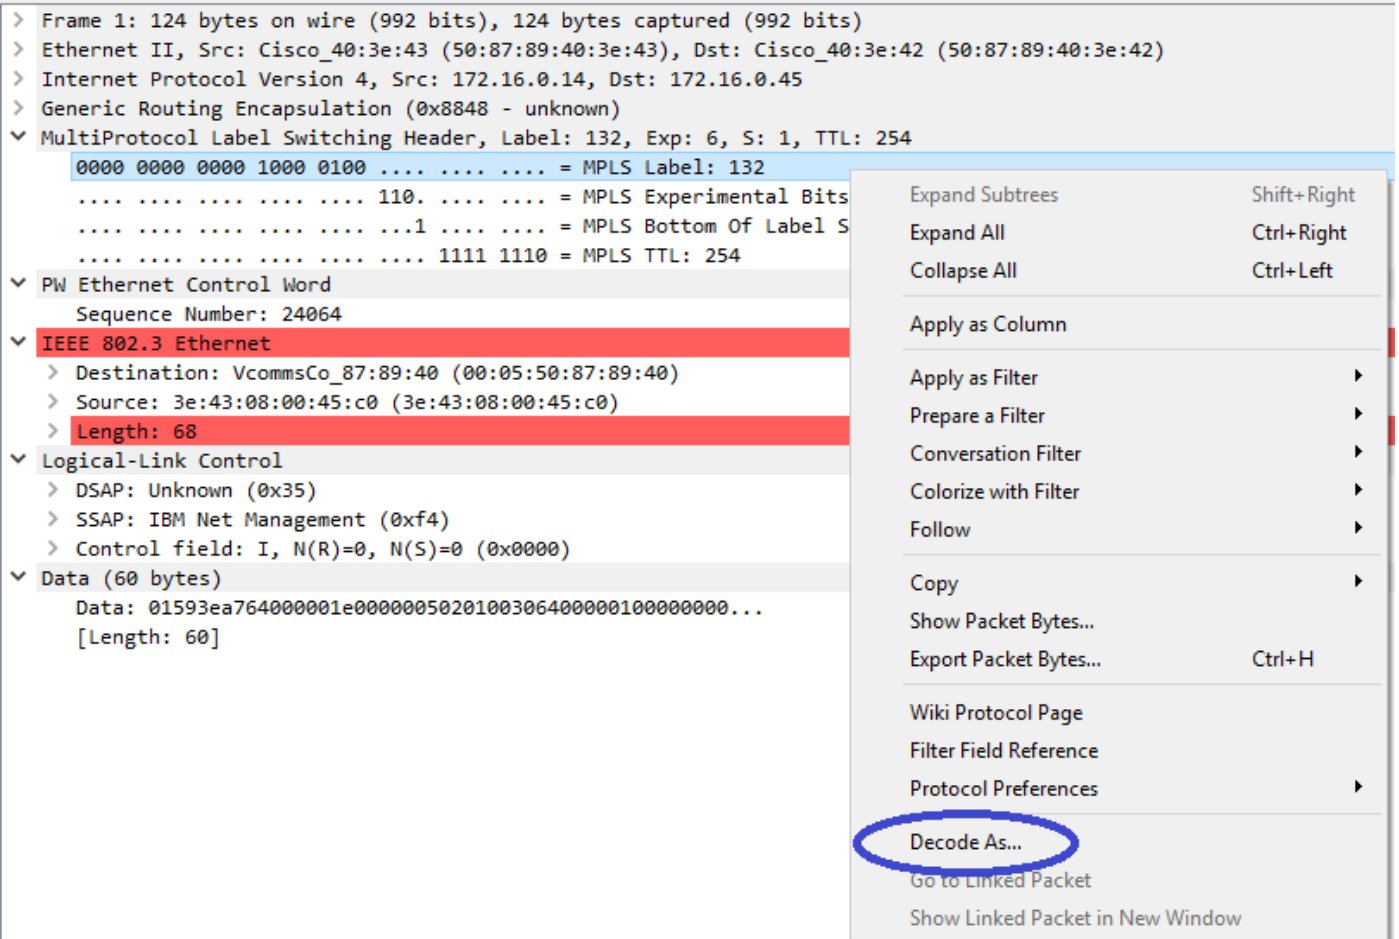 Frame 1: 124 bytes on wire (992 bits), 124 bytes captured (992 bits)
Ethernet II, Src: Cisco_40:3e:43 (50:87:89:40:3e:43), Dst: Cisco_40:3e:42 (50:87:89:40:3e:42)
Internet Protocol Version 4, Src: 172.16.0.14, Dst: 172.16.0.45
Generic Routing Encapsulation (0x8848 - unknown)
MultiProtocol Label Switching Header, Label: 132, Exp: 6, S: 1, TTL: 254
0000 0000 0000 1000 0100 .... .... .... = MPLS Label: 132
.... .... .... .... .... 110. .... .... = MPLS Experimental Bits
.... .... .... .... .... ...1 .... .... = MPLS Bottom Of Label S
.... .... .... .... .... .... 1111 1110 = MPLS TTL: 254
PW Ethernet Control Word
Sequence Number: 24064
IEEE 802.3 Ethernet
Destination: VcommsCo_87:89:40 (00:05:50:87:89:40)
Source: 3e:43:08:00:45:c0 (3e:43:08:00:45:c0)
Length: 68
Logical-Link Control
DSAP: Unknown (0x35)
SSAP: IBM Net Management (0xf4)
Control field: I, N(R)=0, N(S)=0 (0x0000)
Data (60 bytes)
Data: 01593ea764000001e0000005020100306400000100000000...
[Length: 60]
Expand Subtrees Shift+Right
Expand All Ctrl+Right
Collapse All Ctrl+Left
Apply as Column
Apply as Filter
Prepare a Filter
Conversation Filter
Colorize with Filter
Follow
Copy
Show Packet Bytes...
Export Packet Bytes... Ctrl+H
Wiki Protocol Page
Filter Field Reference
Protocol Preferences
Decode As...
Go to Linked Packet
Show Linked Packet in New Window